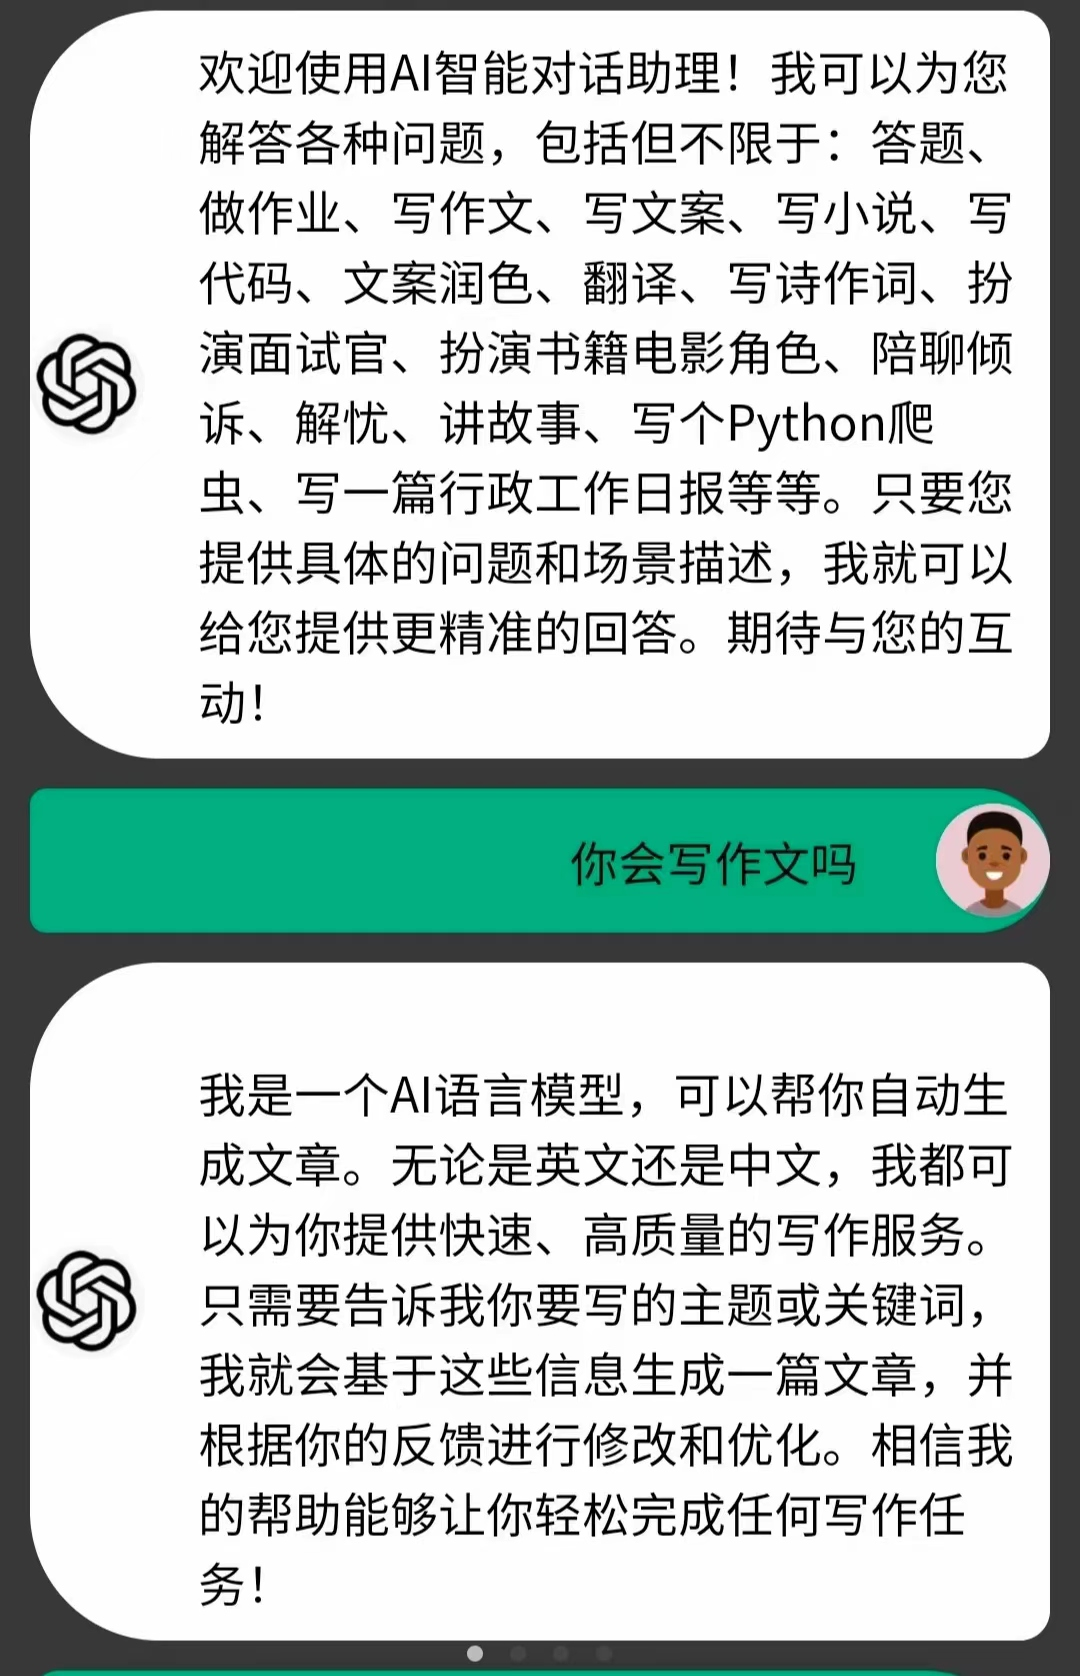 欢迎使用AI智能对话助理！我可以为您
解答各种问题，包括但不限于：答题、
做作业、写作文、写文案、写小说、写
代码、文案润色、翻译、写诗作词、扮
演面试官、扮演书籍电影角色、陪聊倾
诉、解忧、讲故事、写个Python爬
虫、写一篇行政工作日报等等。只要您
提供具体的问题和场景描述，我就可以
给您提供更精准的回答。期待与您的互
动！
你会写作文吗
我是一个AI语言模型，可以帮你自动生
成文章。无论是英文还是中文，我都可
以为你提供快速、高质量的写作服务。
只需要告诉我你要写的主题或关键词，
我就会基于这些信息生成一篇文章，并
根据你的反馈进行修改和优化。相信我
的帮助能够让你轻松完成任何写作任
务！